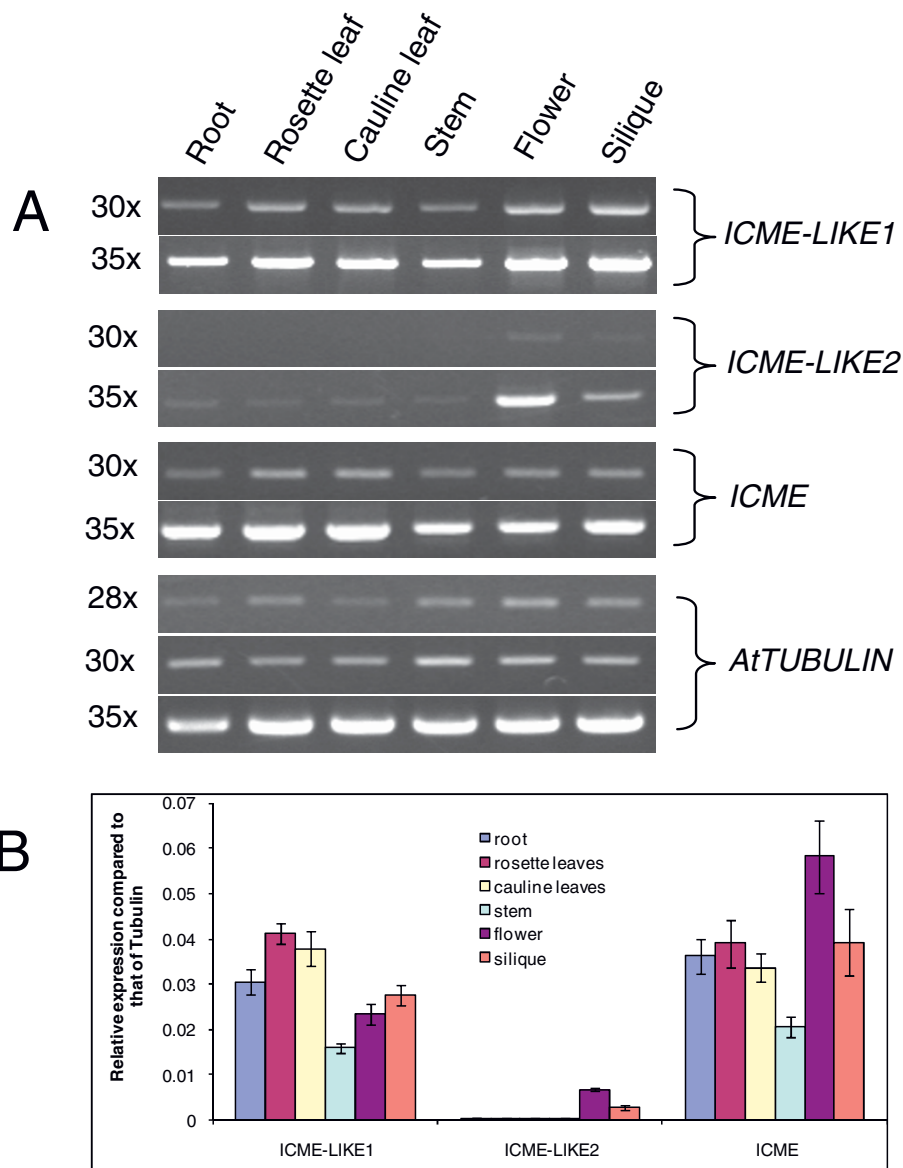 Root Rosette leaf Cauline leaf Stem Flower Silique
A
30x
35x
ICME-LIKE1
30x
35x
ICME-LIKE2
30x
35x
ICME
28x
30x
35x
AtTUBULIN
B
Relative expression compared to
that of Tubulin
0.07
0.06
0.05
0.04
0.03
0.02
0.01
0
root
rosette leaves
cauline leaves
stem
flower
silique
ICME-LIKE1 ICME-LIKE2 ICME